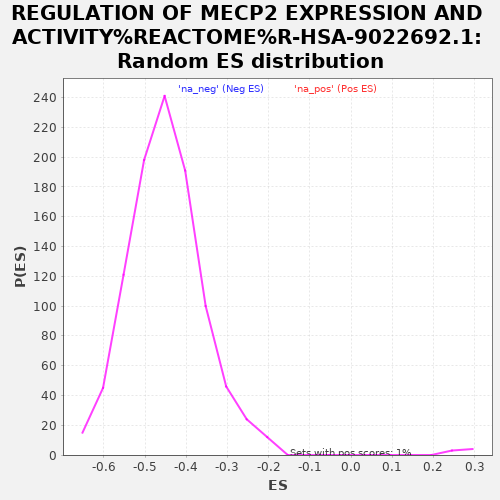 REGULATION OF MECP2 EXPRESSION AND
ACTIVITY%REACTOME%R-HSA-9022692.1:
Random ES distribution
'na_neg' (Neg ES) 'na_pos' (Pos ES)
240
220
200
180
160
140
120
100
80
60
40
20
0
P(ES)
Sets with pos scores: 1%
-0.6 -0.5 -0.4 -0.3 -0.2 -0.1 0.0 0.1 0.2 0.3
ES